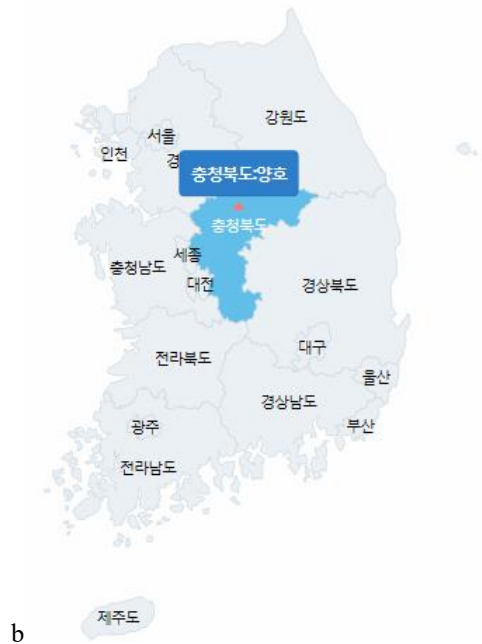 강원도
서울
인천
경
충청북도:양호
충청북도
세종
충청남도
대전
경상북도
대구
전라북도
울산
경상남도
부산
광주
전라남도
제주도
b